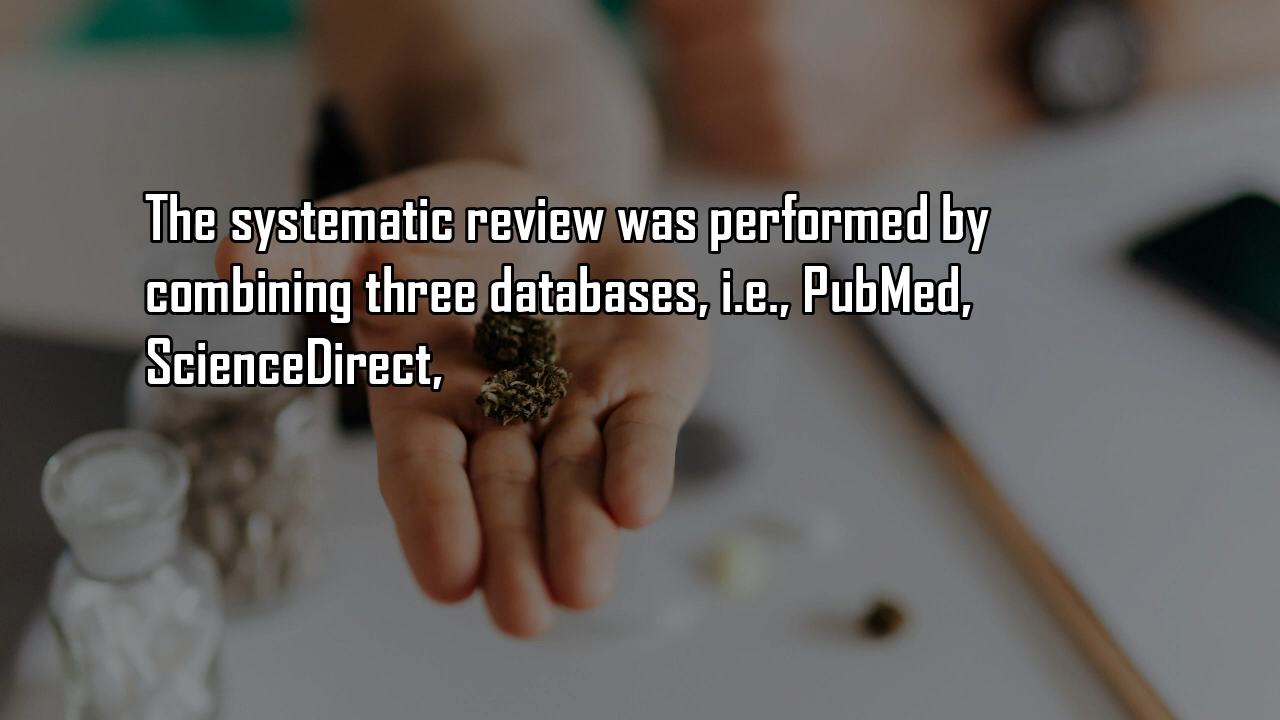 The systematic review was performed by
combining three databases, i.e., PubMed,
ScienceDirect,